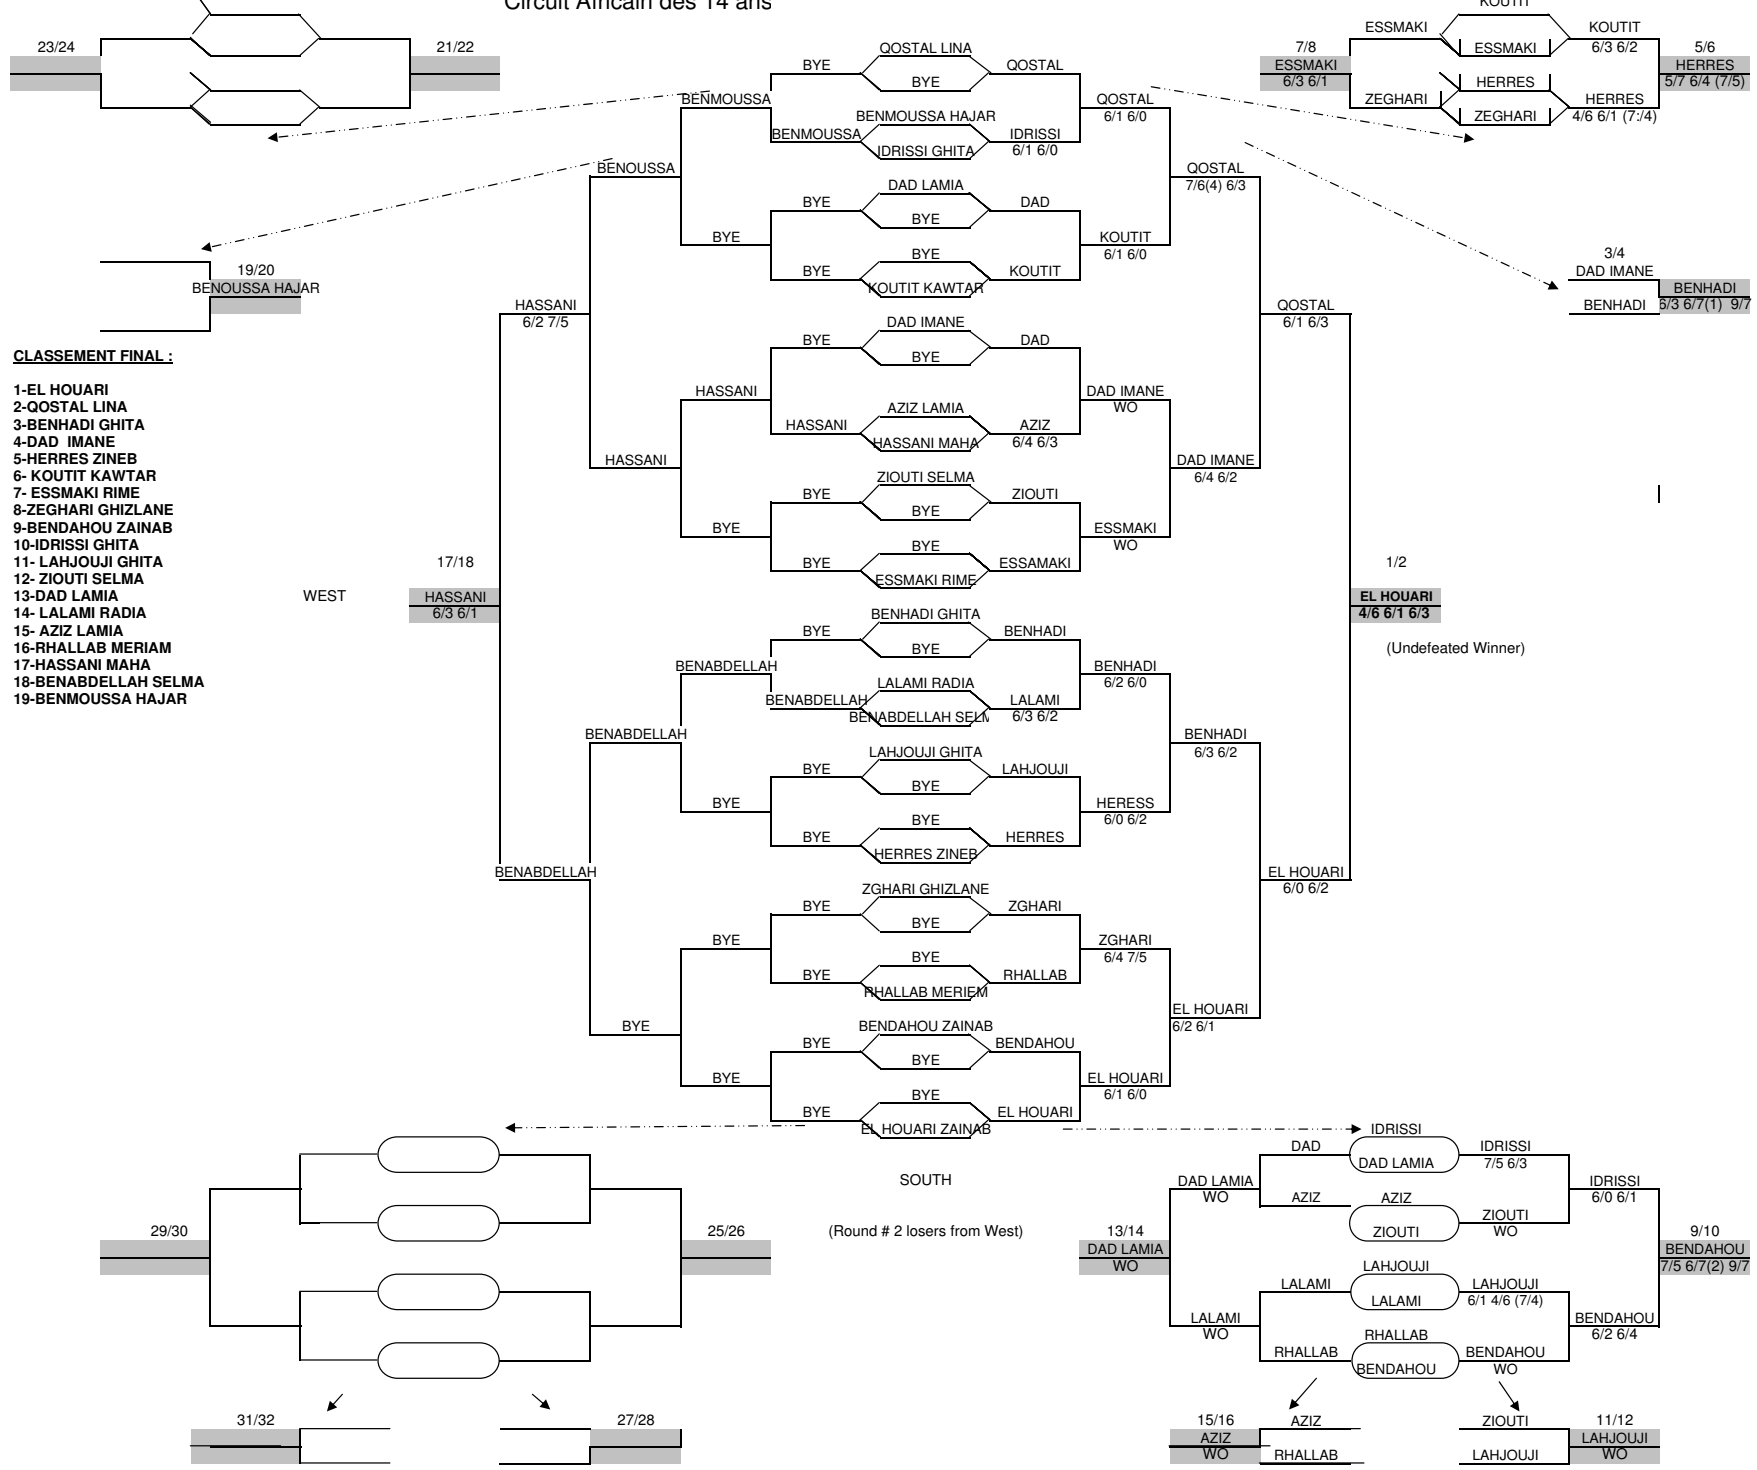 Circuit Africain des 14 ans
KOUTIT
23/24
21/22
ESSMAKI
KOUTIT
7/8
ESSMAKI
6/3 6/2
5/6
ESSMAKI
HERRES
6/3 6/1
HERRES
5/7 6/4 (7/5)
ZEGHARI
HERRES
ZEGHARI
4/6 6/1 (7:/4)
QOSTAL LINA
BYE
QOSTAL
BYE
BENMOUSSA
QOSTAL
6/1 6/0
BENMOUSSA HAJAR
BENMOUSSA
IDRISSI
IDRISSI GHITA
6/1 6/0
BENOUSSA
QOSTAL
7/6(4) 6/3
DAD LAMIA
BYE
DAD
BYE
BYE
KOUTIT
6/1 6/0
BYE
BYE
KOUTIT
KOUTIT KAWTAR
3/4
DAD IMANE
BENHADI
BENHADI
6/3 6/7(1) 9/7
19/20
BENOUSSA HAJAR
HASSANI
6/2 7/5
QOSTAL
6/1 6/3
DAD IMANE
BYE
DAD
BYE
HASSANI
DAD IMANE
WO
AZIZ LAMIA
HASSANI
AZIZ
HASSANI MAHA
6/4 6/3
HASSANI
DAD IMANE
6/4 6/2
ZIOUTI SELMA
BYE
ZIOUTI
BYE
BYE
ESSMAKI
WO
BYE
BYE
ESSAMAKI
ESSMAKI RIME
CLASSEMENT FINAL :
1-EL HOUARI
2-QOSTAL LINA
3-BENHADI GHITA
4-DAD  IMANE
5-HERRES ZINEB
6- KOUTIT KAWTAR
7- ESSMAKI RIME
8-ZEGHARI GHIZLANE
9-BENDAHOU ZAINAB
10-IDRISSI GHITA
11- LAHJOUJI GHITA
12- ZIOUTI SELMA
13-DAD LAMIA
14- LALAMI RADIA
15- AZIZ LAMIA
16-RHALLAB MERIAM
17-HASSANI MAHA
18-BENABDELLAH SELMA
19-BENMOUSSA HAJAR
17/18
WEST
HASSANI
6/3 6/1
1/2
EL HOUARI
4/6 6/1 6/3
(Undefeated Winner)
BENHADI GHITA
BYE
BENHADI
BYE
BENABDELLAH
BENHADI
6/2 6/0
LALAMI RADIA
BENABDELLAH
LALAMI
BENABDELLAH SELM
6/3 6/2
BENABDELLAH
BENHADI
6/3 6/2
LAHJOUJI GHITA
BYE
LAHJOUJI
BYE
BYE
HERESS
6/0 6/2
BYE
BYE
HERRES
HERRES ZINEB
BENABDELLAH
EL HOUARI
6/0 6/2
ZGHARI GHIZLANE
BYE
ZGHARI
BYE
BYE
ZGHARI
6/4 7/5
BYE
BYE
RHALLAB
RHALLAB MERIEM
BYE
EL HOUARI
6/2 6/1
BENDAHOU ZAINAB
BYE
BENDAHOU
BYE
BYE
EL HOUARI
6/1 6/0
BYE
BYE
EL HOUARI
EL HOUARI ZAINAB
SOUTH
(Round # 2 losers from West)
29/30
25/26
31/32
27/28
IDRISSI
DAD
IDRISSI
DAD LAMIA
7/5 6/3
DAD LAMIA
WO
IDRISSI
6/0 6/1
AZIZ
AZIZ
ZIOUTI
ZIOUTI
WO
13/14
DAD LAMIA
WO
9/10
BENDAHOU
7/5 6/7(2) 9/7
LAHJOUJI
LALAMI
LAHJOUJI
LALAMI
6/1 4/6 (7/4)
LALAMI
WO
BENDAHOU
6/2 6/4
RHALLAB
RHALLAB
BENDAHOU
BENDAHOU
WO
15/16
AZIZ
ZIOUTI
11/12
AZIZ
WO
RHALLAB
LAHJOUJI
LAHJOUJI
WO